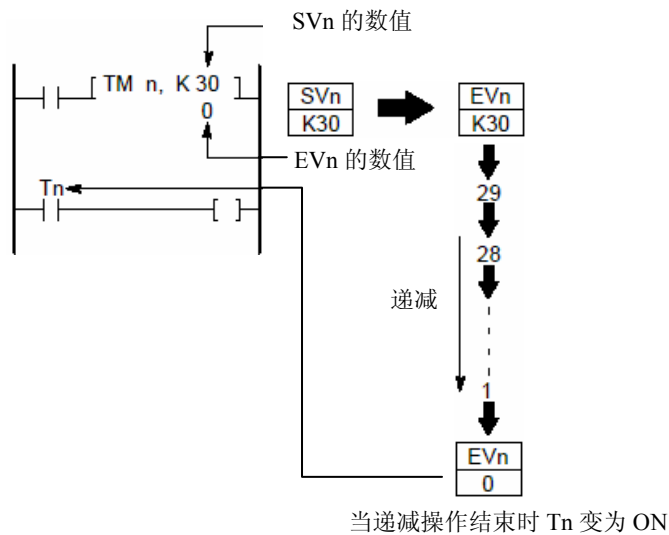 SVn 的数值
TM n, K 30
0
SVn
K30
EVn
K30
EVn 的数值
Tn
29
28
递减
1
EVn
0
当递减操作结束时 Tn 变为 ON